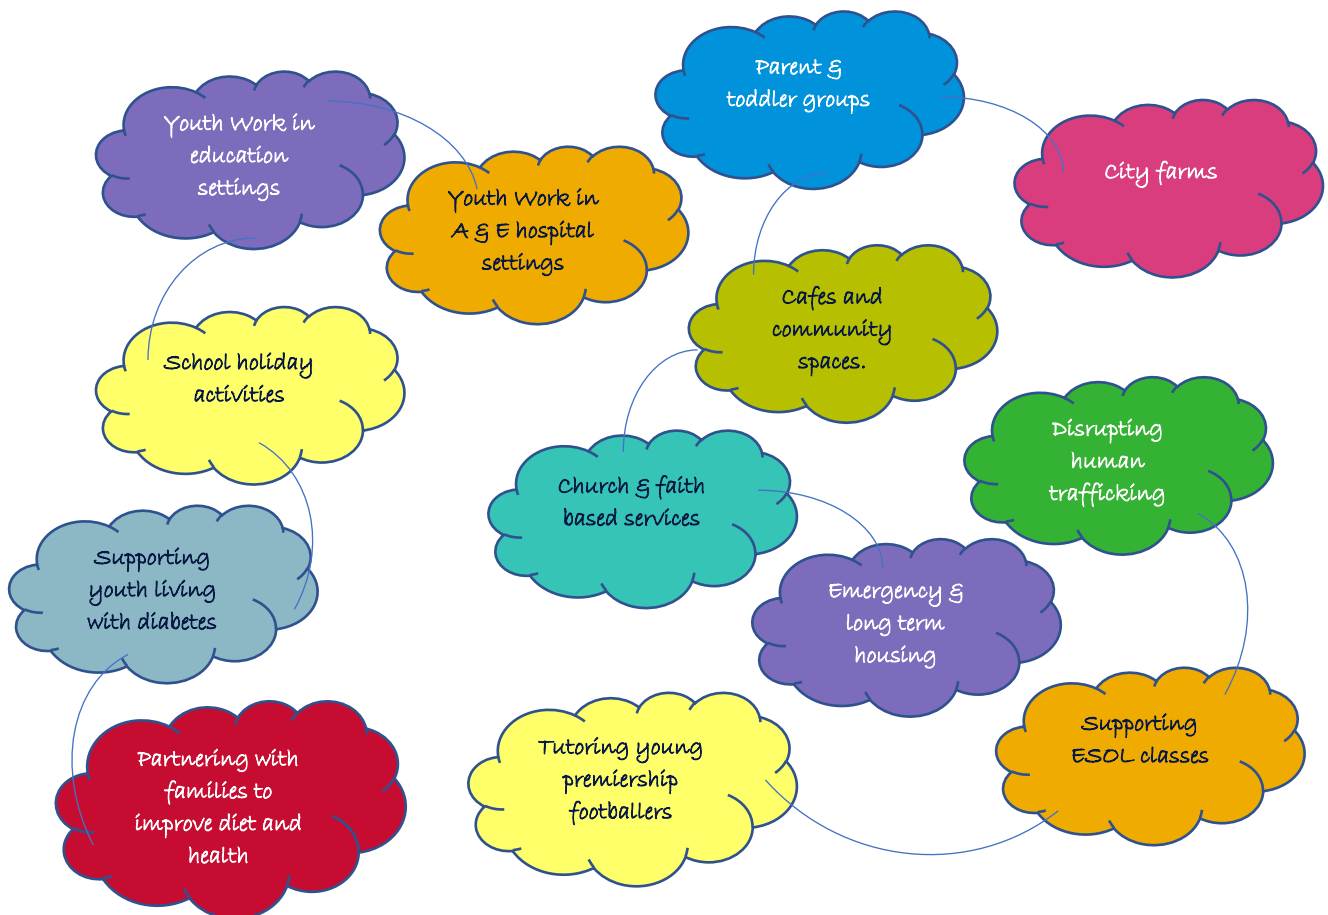 Parent &
toddler groups
Youth Work in
education
settings
City farms
Youth Work in
A & E hospital
settings
Cafes and
community
spaces.
School holiday
activities
Disrupting
human
trafficking
Church & faith
based services
Supporting
youth living
with diabetes
Emergency &
long term
housing
Supporting
ESOL classes
Tutoring young
premiership
footballers
Partnering with
families to
improve diet and
health